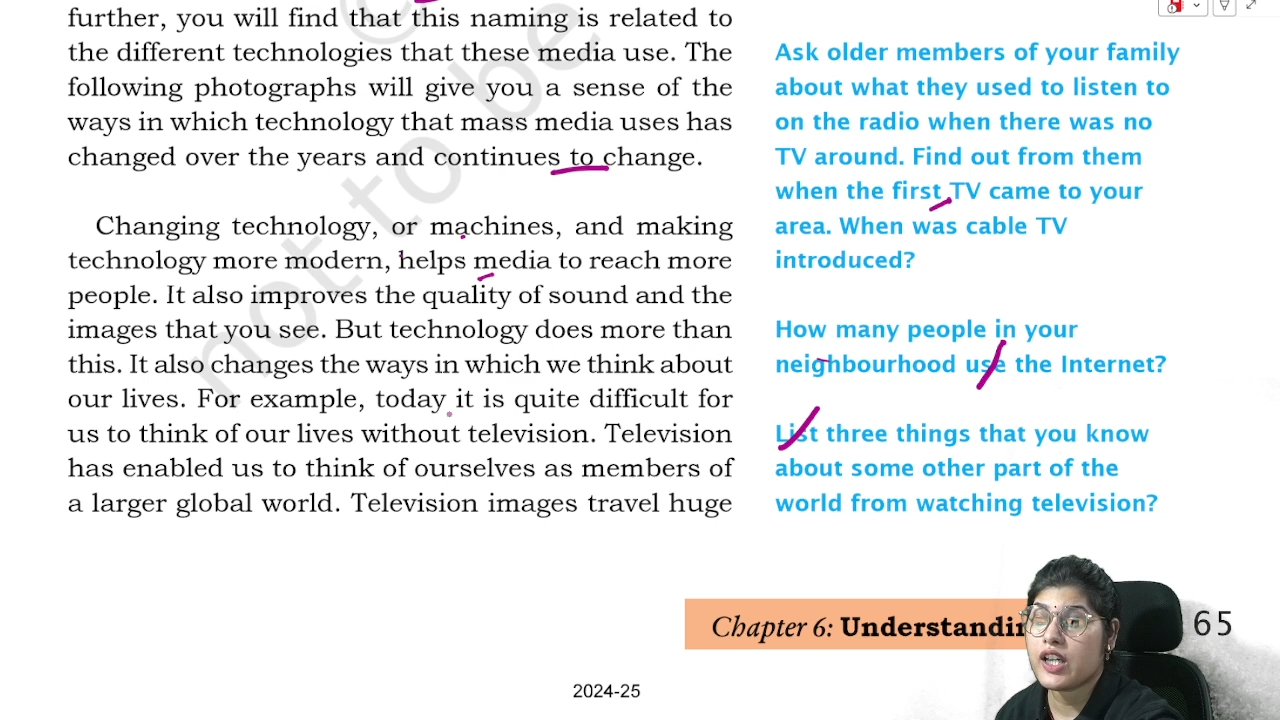 further, you will find that this naming is related to
the different technologies that these media use. The
following photographs will give you a sense of the
ways in which technology that mass media uses has
changed over the years and continues to change.
Changing technology, or machines, and making
technology more modern, helps media to reach more
people. It also improves the quality of sound and the
images that you see. But technology does more than
this. It also changes the ways in which we think about
our lives. For example, today it is quite difficult for
us to think of our lives without television. Television
has enabled us to think of ourselves as members of
a larger global world. Television images travel huge
not to be
Ask older members of your family
about what they used to listen to
on the radio when there was no
TV around. Find out from them
when the first TV came to your
area. When was cable TV
introduced?
How many people in your
neighbourhood use the Internet?
List three things that you know
about some other part of the
world from watching television?
Chapter 6: Understandin
65
2024-25